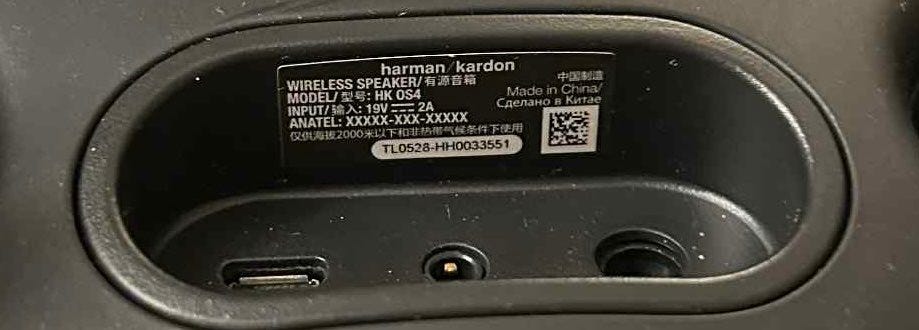 harman/kardon
WIRELESS SPEAKER/有源音箱
MODEL/型号: HK OS4
INPUT/输入: 19V⎓2A
ANATEL: XXXXX-XXX-XXXXX
仅供海拔2000米以下和非热带气候条件下使用
TL0528-HH0033551
中国制造
Made in China/
Сделано в Китае